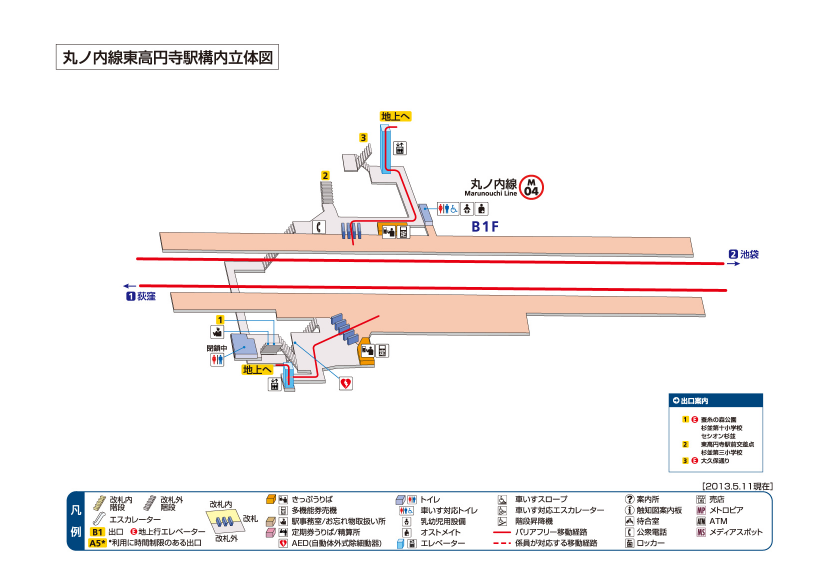 丸ノ内線東高円寺駅構内立体図
地上へ
3
2
丸ノ内線
Marunouchi Line
M
04
B1F
2 池袋
1 荻窪
1
閉鎖中
地上へ
出口案内
1 E 蚕糸の森公園
杉並第十小学校
セシオン杉並
2 東高円寺駅前交差点
杉並第三小学校
3 E 大久保通り
[2013.5.11現在]
凡例
改札内階段
改札外階段
エスカレーター
B1 出口 E 地上行エレベーター
A5* *利用に時間制限のある出口
改札内
改札
改札外
きっぷうりば
多機能券売機
駅事務室/お忘れ物取扱い所
定期券うりば/精算所
AED(自動体外式除細動器)
トイレ
車いす対応トイレ
乳幼児用設備
オストメイト
エレベーター
車いすスロープ
車いす対応エスカレーター
階段昇降機
バリアフリー移動経路
係員が対応する移動経路
? 案内所
i 触知図案内板
待合室
公衆電話
ロッカー
売店
MP メトロピア
ATM ATM
MS メディアスポット